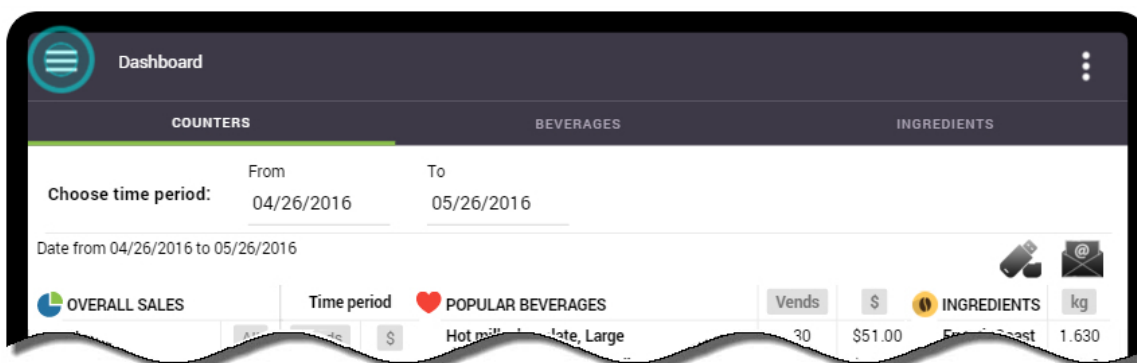 Dashboard
COUNTERS BEVERAGES INGREDIENTS
From To
Choose time period: 04/26/2016 05/26/2016
Date from 04/26/2016 to 05/26/2016
@
OVERALL SALES Time period POPULAR BEVERAGES Vends $ INGREDIENTS kg
$ Hot Large 30 $51.00 1.630